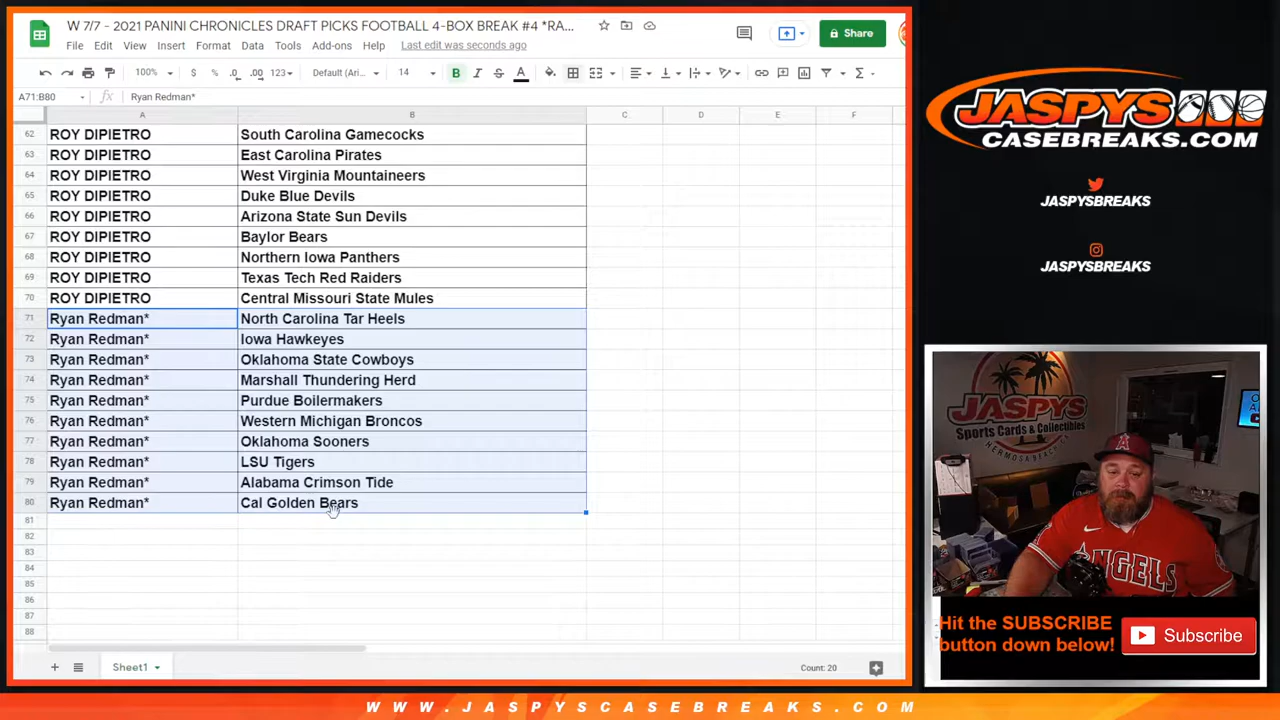 W 7/7 - 2021 PANINI CHRONICLES DRAFT PICKS FOOTBALL 4-BOX BREAK #4 *RA...
File Edit View Insert Format Data Tools Add-ons Help Last edit was seconds ago
Share
100% $ % .0 .00 123 Default (Ari... 14 B I S A
A71:B80 fx Ryan Redman*
A B C D E F
62 ROY DIPIETRO South Carolina Gamecocks
63 ROY DIPIETRO East Carolina Pirates
64 ROY DIPIETRO West Virginia Mountaineers
65 ROY DIPIETRO Duke Blue Devils
66 ROY DIPIETRO Arizona State Sun Devils
67 ROY DIPIETRO Baylor Bears
68 ROY DIPIETRO Northern Iowa Panthers
69 ROY DIPIETRO Texas Tech Red Raiders
70 ROY DIPIETRO Central Missouri State Mules
71 Ryan Redman* North Carolina Tar Heels
72 Ryan Redman* Iowa Hawkeyes
73 Ryan Redman* Oklahoma State Cowboys
74 Ryan Redman* Marshall Thundering Herd
75 Ryan Redman* Purdue Boilermakers
76 Ryan Redman* Western Michigan Broncos
77 Ryan Redman* Oklahoma Sooners
78 Ryan Redman* LSU Tigers
79 Ryan Redman* Alabama Crimson Tide
80 Ryan Redman* Cal Golden Bears
81
82
83
84
85
86
87
88
Sheet1
Count: 20
JASPYS
CASEBREAKS.COM
JASPYSBREAKS
JASPYSBREAKS
JASPYS
Sports Cards & Collectibles
HERMOSA BEACH
A
ANGELS
Hit the SUBSCRIBE
button down below!
Subscribe
WWW.JASPYSCASEBREAKS.COM